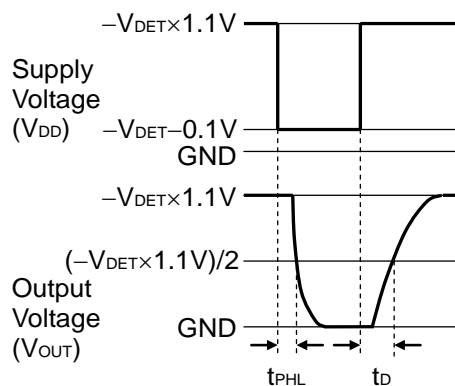 −VDET×1.1V
Supply
Voltage
(VDD)
−VDET−0.1V
GND
−VDET×1.1V
(−VDET×1.1V)/2
Output
Voltage
(VOUT)
GND
tPHL
tD